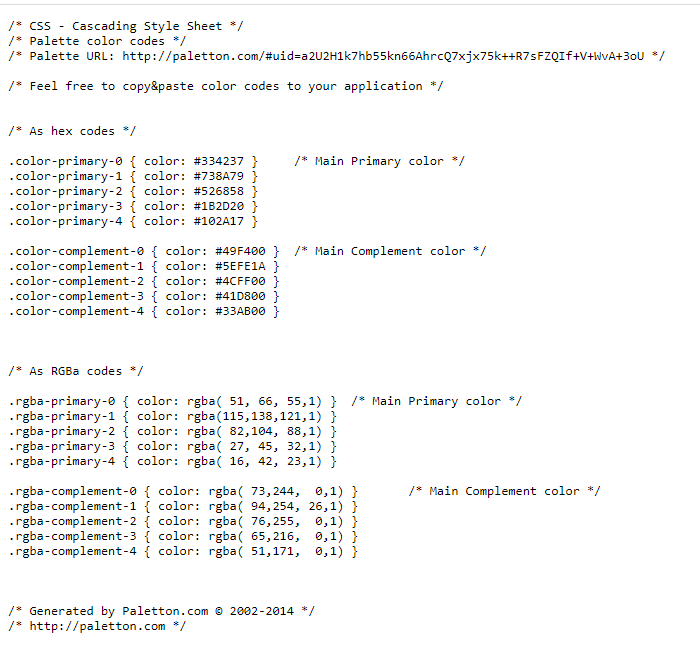 /* CSS - Cascading Style Sheet */
/* Palette color codes */
/* Palette URL: http://paletton.com/#uid=a2U2H1k7hb55kn66AhrcQ7xjx75k++R7sFZQIf+V+WvA+3oU */
/* Feel free to copy&paste color codes to your application */
/* As hex codes */
.color-primary-0 { color: #334237 }     /* Main Primary color */
.color-primary-1 { color: #738A79 }
.color-primary-2 { color: #526858 }
.color-primary-3 { color: #1B2D20 }
.color-primary-4 { color: #102A17 }
.color-complement-0 { color: #49F400 }  /* Main Complement color */
.color-complement-1 { color: #5EFE1A }
.color-complement-2 { color: #4CFF00 }
.color-complement-3 { color: #41D800 }
.color-complement-4 { color: #33AB00 }
/* As RGBa codes */
.rgba-primary-0 { color: rgba( 51, 66, 55,1) }  /* Main Primary color */
.rgba-primary-1 { color: rgba(115,138,121,1) }
.rgba-primary-2 { color: rgba( 82,104, 88,1) }
.rgba-primary-3 { color: rgba( 27, 45, 32,1) }
.rgba-primary-4 { color: rgba( 16, 42, 23,1) }
.rgba-complement-0 { color: rgba( 73,244,  0,1) }       /* Main Complement color */
.rgba-complement-1 { color: rgba( 94,254, 26,1) }
.rgba-complement-2 { color: rgba( 76,255,  0,1) }
.rgba-complement-3 { color: rgba( 65,216,  0,1) }
.rgba-complement-4 { color: rgba( 51,171,  0,1) }
/* Generated by Paletton.com © 2002-2014 */
/* http://paletton.com */